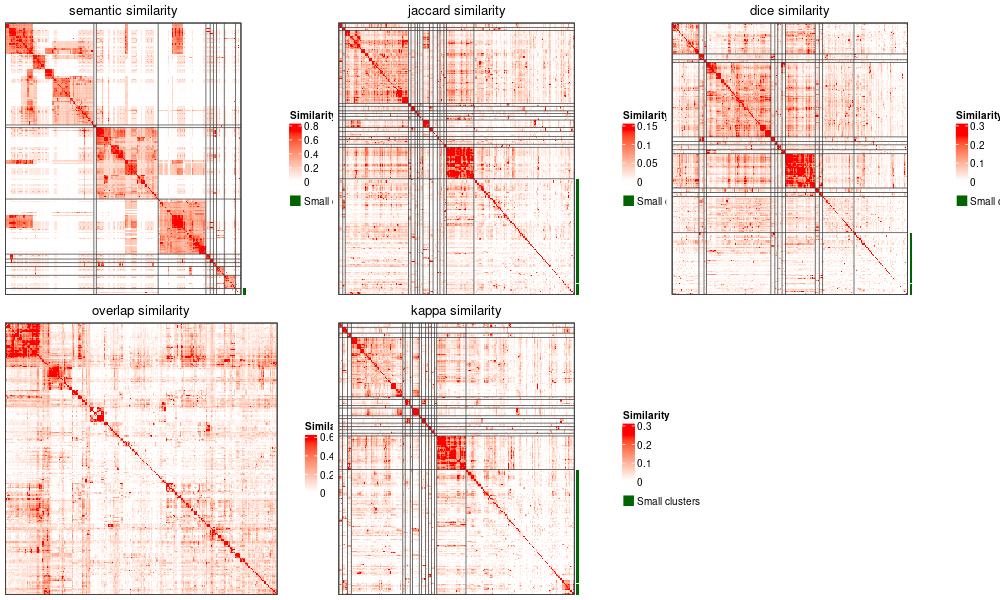 semantic similarity
Similarity
0.8
0.6
0.4
0.2
0
Small
jaccard similarity
Similarity
0.15
0.1
0.05
0
Small
dice similarity
Similarity
0.3
0.2
0.1
0
Small
overlap similarity
Simila
0.6
0.4
0.2
0
kappa similarity
Similarity
0.3
0.2
0.1
0
Small clusters